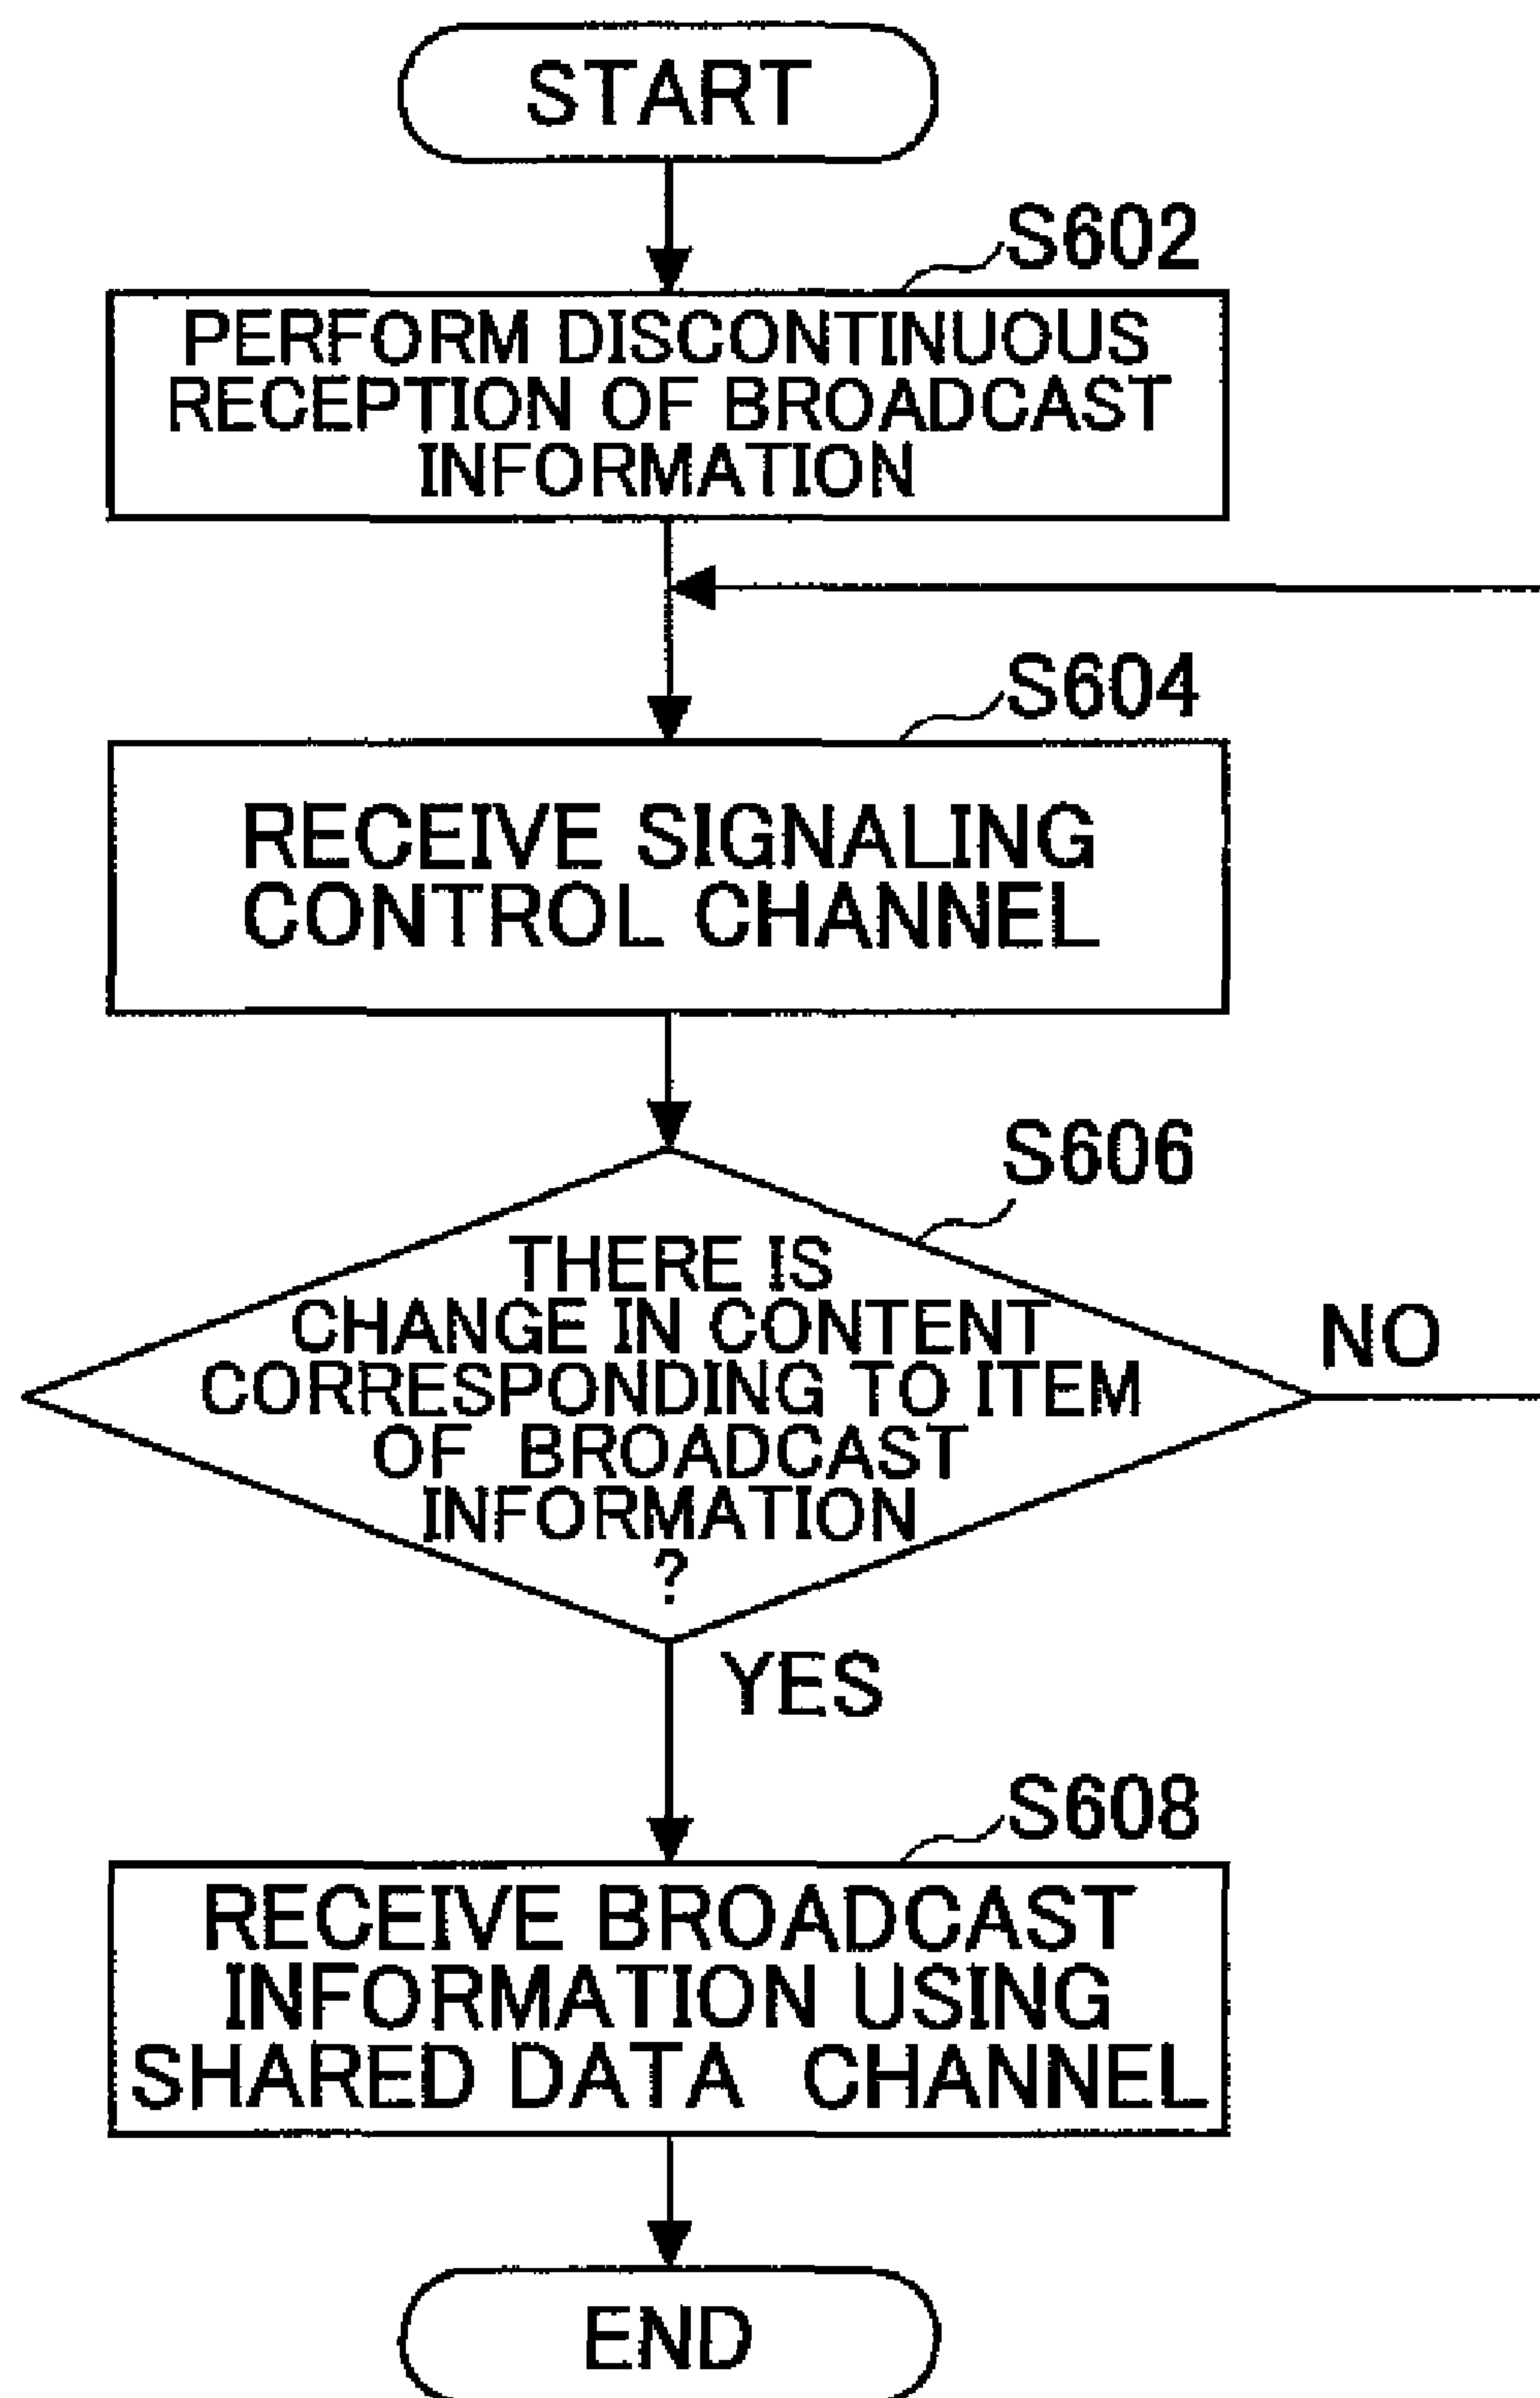 START
S602
PERFORM DISCONTINUOUS
RECEPTION OF BROADCAST
INFORMATION
S604
RECEIVE SIGNALING
CONTROL CHANNEL
S606
THERE IS
CHANGE IN CONTENT
CORRESPONDING TO ITEM
OF BROADCAST
INFORMATION
?
NO
YES
S608
RECEIVE BROADCAST
INFORMATION USING
SHARED DATA CHANNEL
END